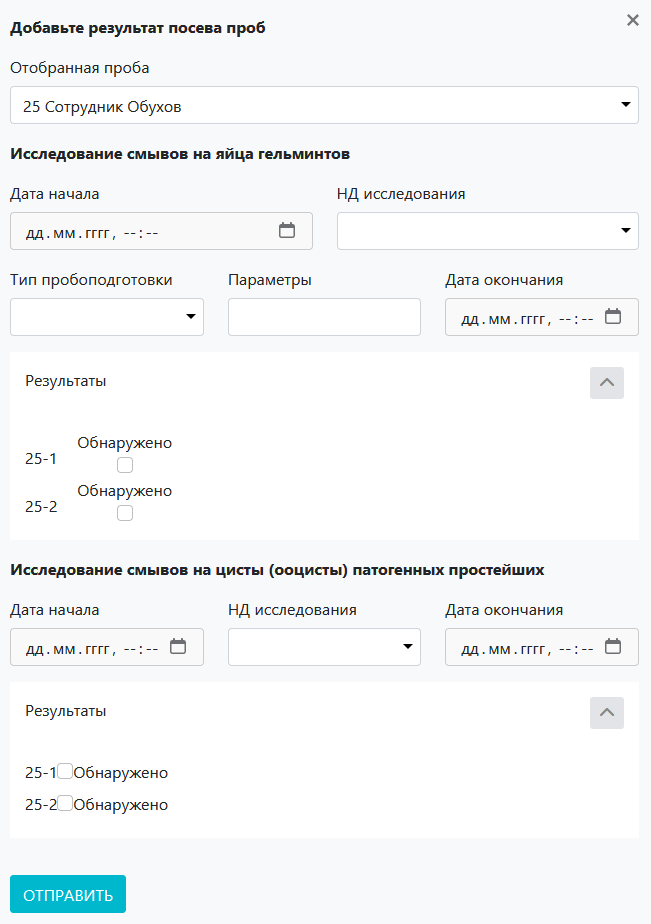 Добавьте результат посева проб
Отобранная проба
25 Сотрудник Обухов
Исследование смывов на яйца гельминтов
Дата начала НД исследования
дд.мм.гггг, --:--
Тип пробоподготовки Параметры Дата окончания
дд.мм.гггг, --:--
Результаты
Обнаружено
25-1
Обнаружено
25-2
Исследование смывов на цисты (ооцисты) патогенных простейших
Дата начала НД исследования Дата окончания
дд.мм.гггг, --:-- дд.мм.гггг, --:--
Результаты
25-1 Обнаружено
25-2 Обнаружено
ОТПРАВИТЬ